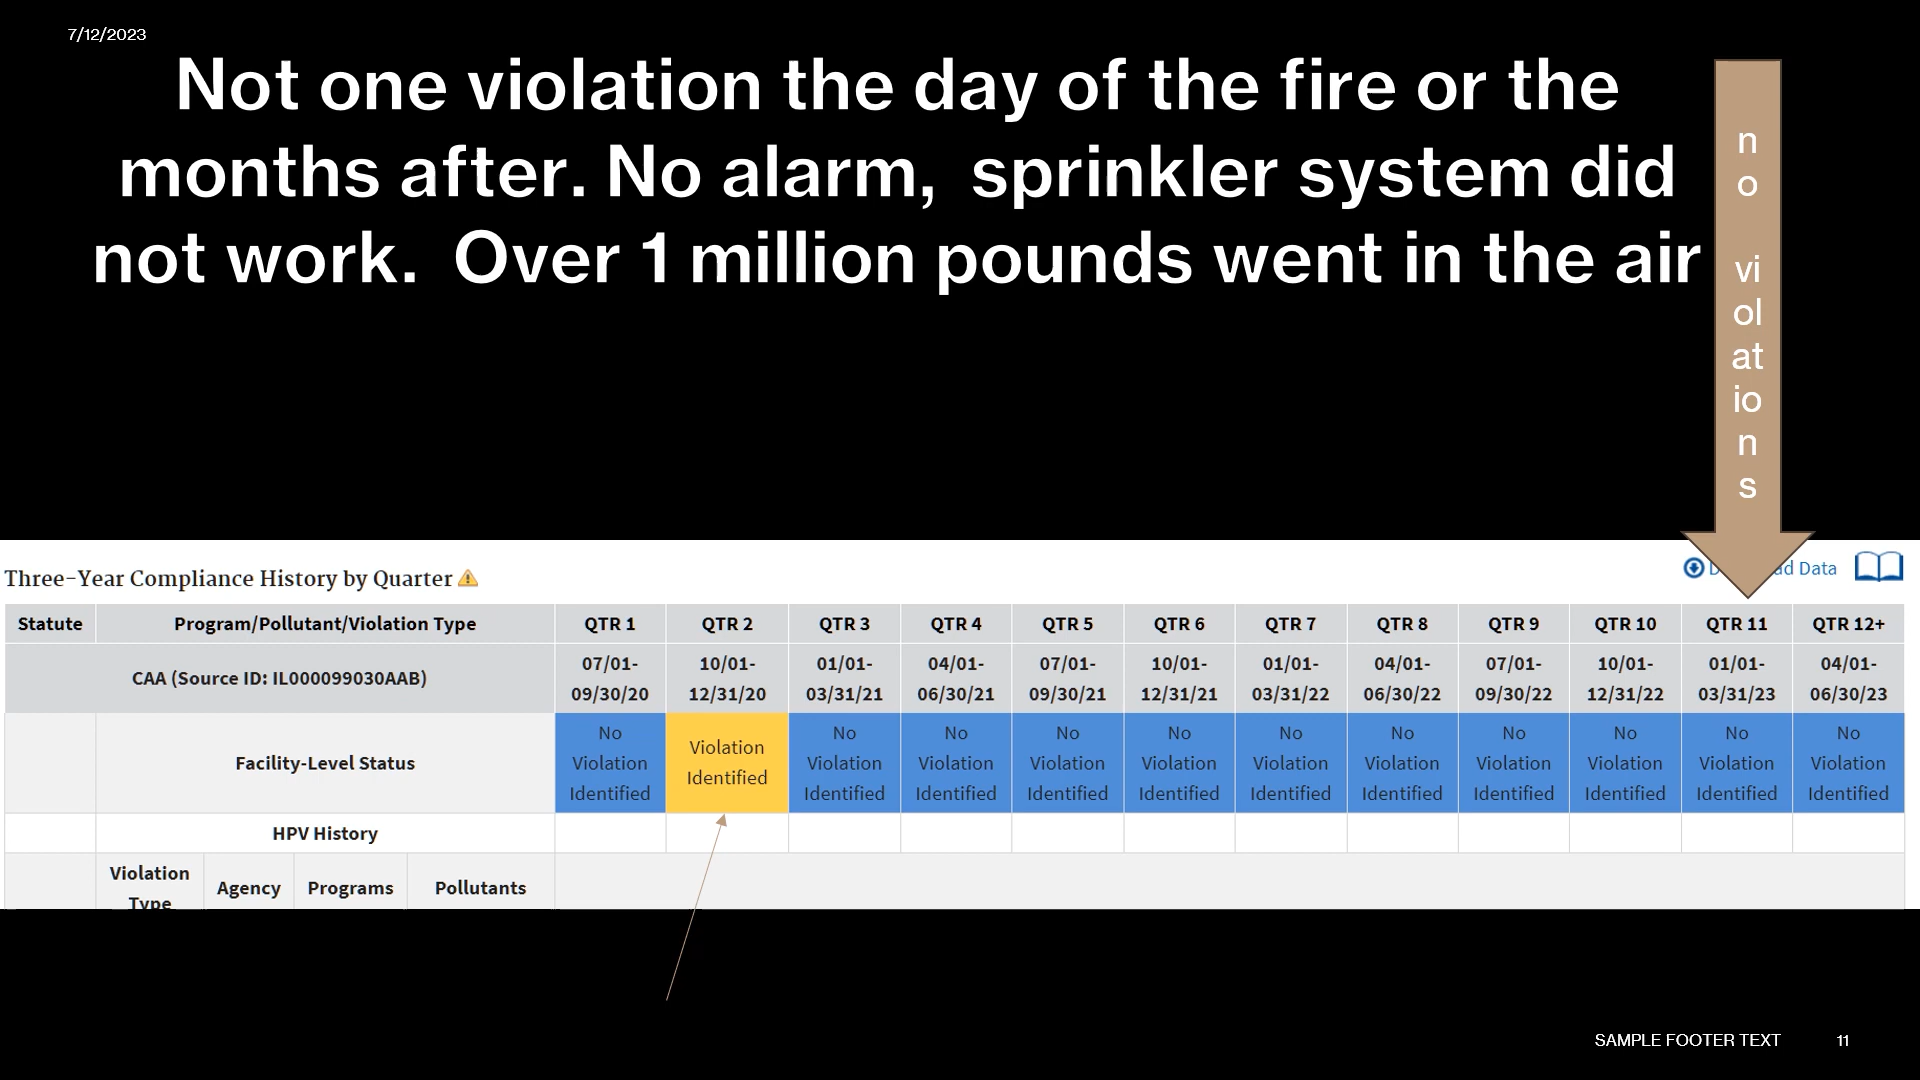 7/12/2023
Not one violation the day of the fire or the
months after. No alarm,  sprinkler system did
not work.  Over 1 million pounds went in the air
n
o
vi
ol
at
io
n
s
Three-Year Compliance History by Quarter
ad Data
Statute Program/Pollutant/Violation Type QTR 1 QTR 2 QTR 3 QTR 4 QTR 5 QTR 6 QTR 7 QTR 8 QTR 9 QTR 10 QTR 11 QTR 12+
CAA (Source ID: IL000099030AAB)
07/01- 10/01- 01/01- 04/01- 07/01- 10/01- 01/01- 04/01- 07/01- 10/01- 01/01- 04/01-
09/30/20 12/31/20 03/31/21 06/30/21 09/30/21 12/31/21 03/31/22 06/30/22 09/30/22 12/31/22 03/31/23 06/30/23
Facility-Level Status
No Violation No No No No No No No No No No
Violation Identified Violation Violation Violation Violation Violation Violation Violation Violation Violation Violation
Identified Identified Identified Identified Identified Identified Identified Identified Identified Identified Identified
HPV History
Violation Agency Programs Pollutants
Type
SAMPLE FOOTER TEXT 11